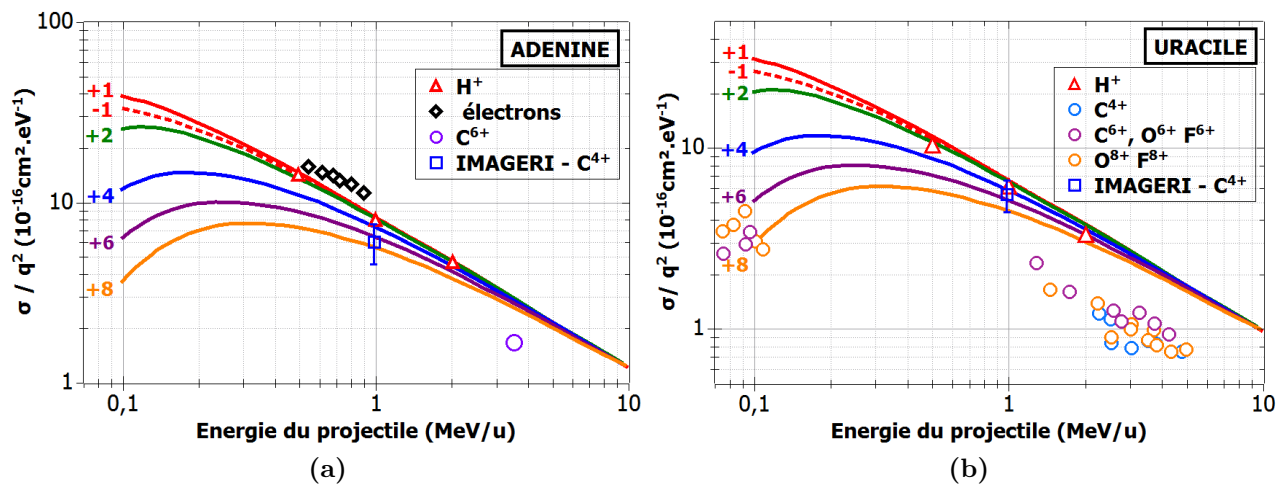 ADENINE
H⁺
électrons
C⁶⁺
IMAGERI - C⁴⁺
+1
-1
+2
+4
+6
+8
100
10
1
σ / q² (10⁻¹⁶cm².eV⁻¹)
0,1
1
10
Energie du projectile (MeV/u)
(a)
URACILE
H⁺
C⁴⁺
C⁶⁺, O⁶⁺ F⁶⁺
O⁸⁺ F⁸⁺
IMAGERI - C⁴⁺
+1
-1
+2
+4
+6
+8
10
1
σ/ q² (10⁻¹⁶cm².eV⁻¹)
0,1
1
10
Energie du projectile (MeV/u)
(b)